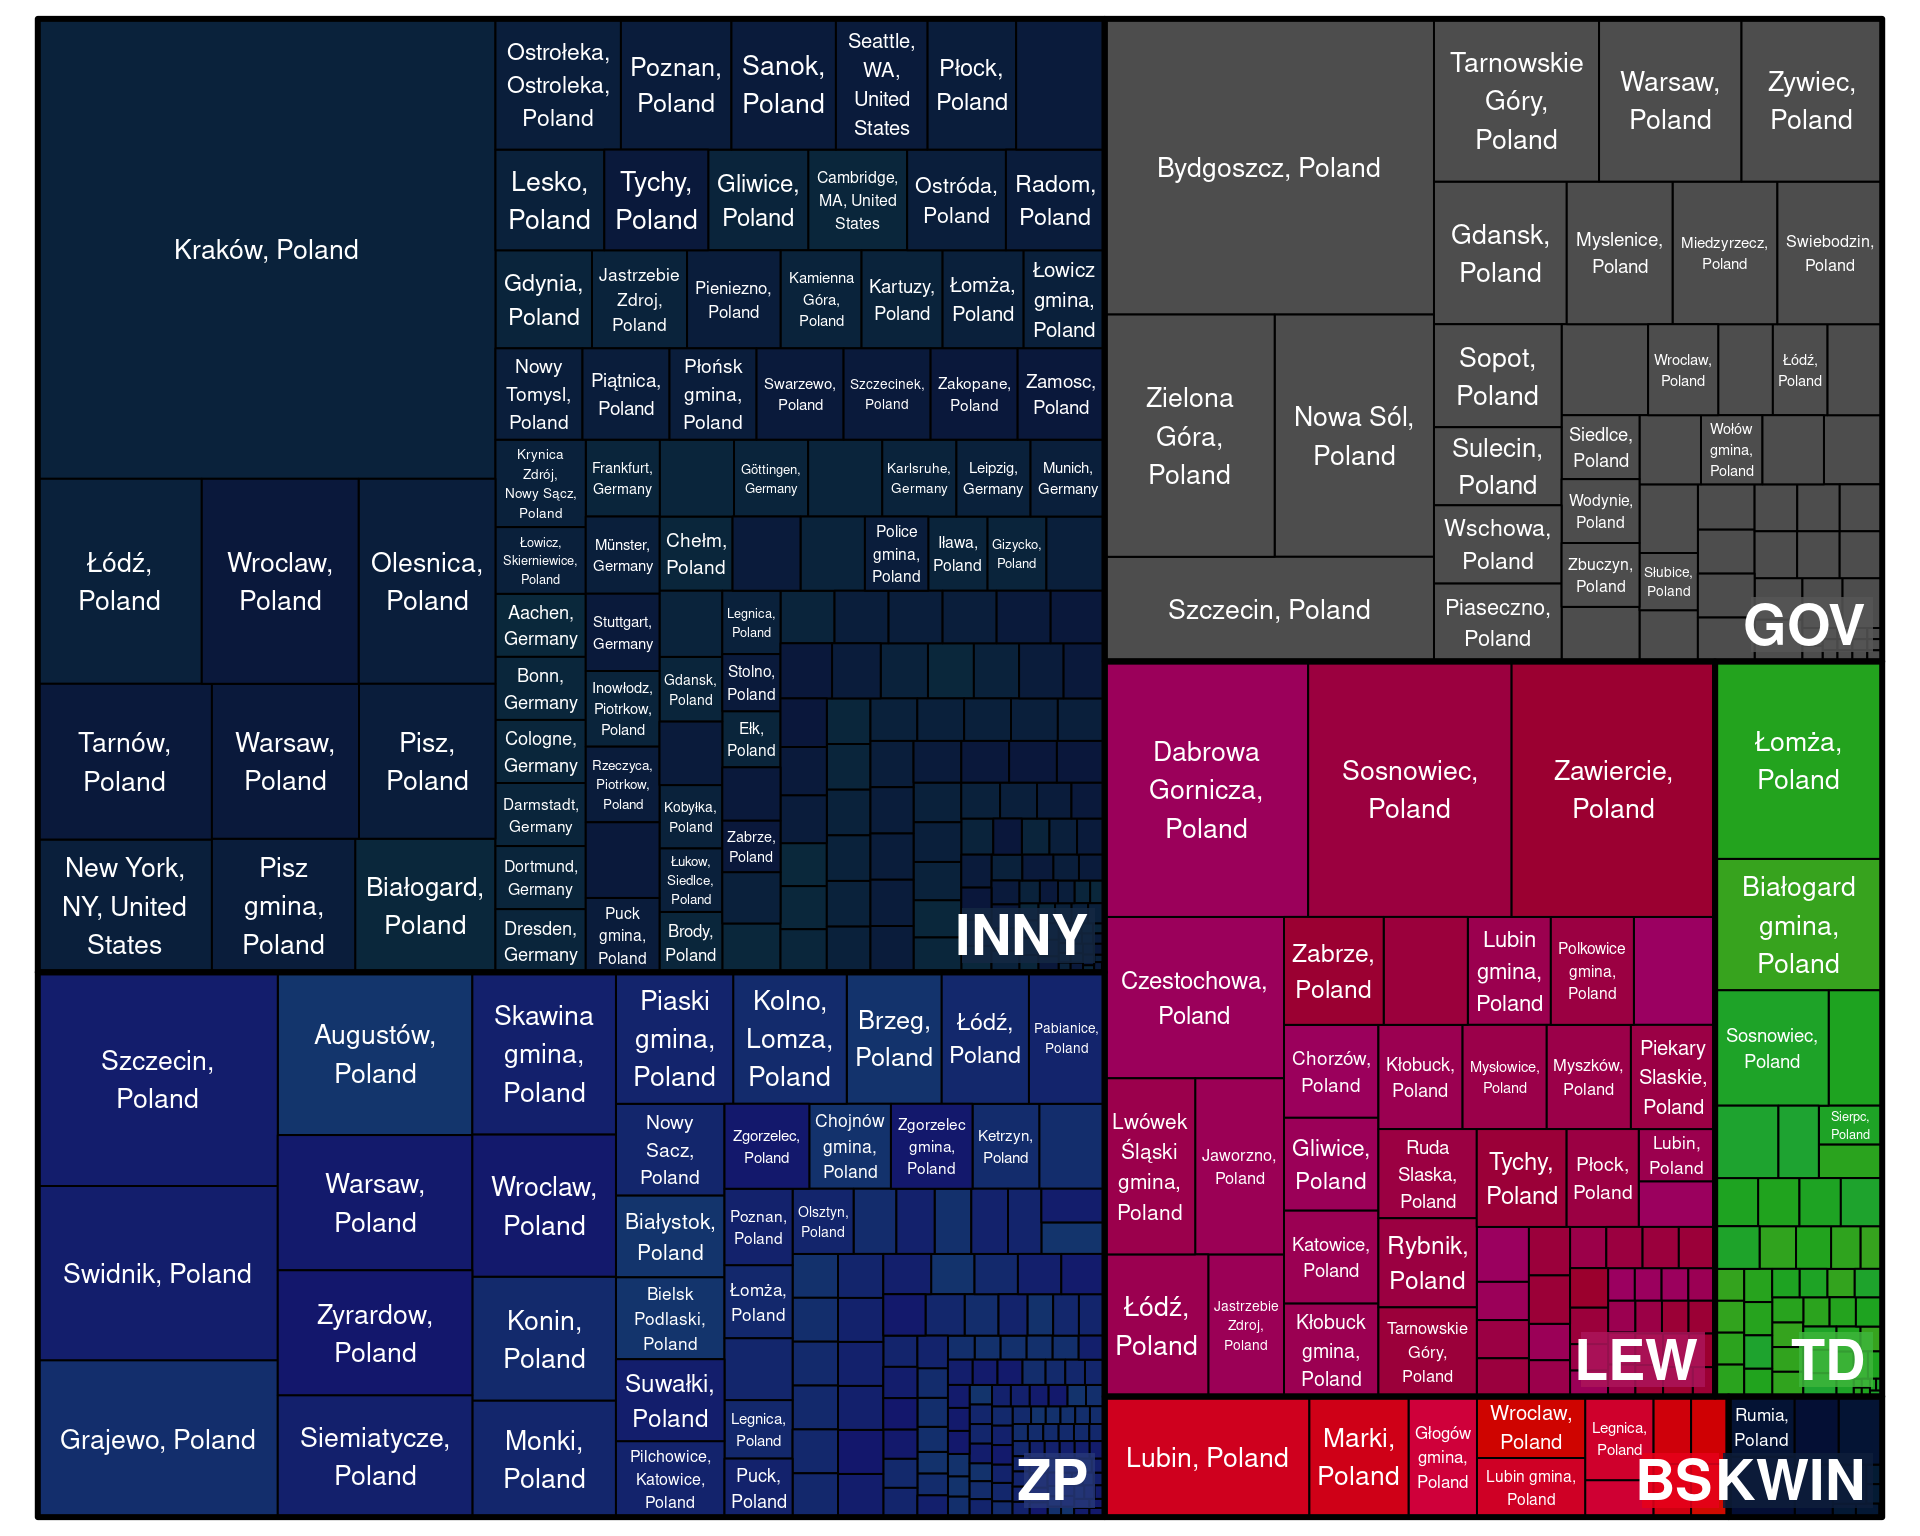 Kraków, Poland
Łódź,
Poland
Wroclaw,
Poland
Olesnica,
Poland
Tarnów,
Poland
Warsaw,
Poland
Pisz,
Poland
New York,
NY, United
States
Pisz
gmina,
Poland
Białogard,
Poland
Ostrołeka,
Ostroleka,
Poland
Poznan,
Poland
Sanok,
Poland
Seattle,
WA,
United
States
Płock,
Poland
Lesko,
Poland
Tychy,
Poland
Gliwice,
Poland
Cambridge,
MA, United
States
Ostróda,
Poland
Radom,
Poland
Gdynia,
Poland
Jastrzebie
Zdroj,
Poland
Pieniezno,
Poland
Kamienna
Góra,
Poland
Kartuzy,
Poland
Łomża,
Poland
Łowicz
gmina,
Poland
Nowy
Tomysl,
Poland
Piątnica,
Poland
Płońsk
gmina,
Poland
Swarzewo,
Poland
Szczecinek,
Poland
Zakopane,
Poland
Zamosc,
Poland
Krynica
Zdrój,
Nowy Sącz,
Poland
Łowicz,
Skierniewice,
Poland
Aachen,
Germany
Bonn,
Germany
Cologne,
Germany
Darmstadt,
Germany
Dortmund,
Germany
Dresden,
Germany
Frankfurt,
Germany
Göttingen,
Germany
Karlsruhe,
Germany
Leipzig,
Germany
Munich,
Germany
Münster,
Germany
Stuttgart,
Germany
Inowłodz,
Piotrkow,
Poland
Rzeczyca,
Piotrkow,
Poland
Puck
gmina,
Poland
Chełm,
Poland
Police
gmina,
Poland
Iława,
Poland
Gizycko,
Poland
Gdansk,
Poland
Kobyłka,
Poland
Łukow,
Siedlce,
Poland
Brody,
Poland
Legnica,
Poland
Stolno,
Poland
Ełk,
Poland
Zabrze,
Poland
INNY
Bydgoszcz, Poland
Zielona
Góra,
Poland
Nowa Sól,
Poland
Szczecin, Poland
Tarnowskie
Góry,
Poland
Warsaw,
Poland
Zywiec,
Poland
Gdansk,
Poland
Myslenice,
Poland
Miedzyrzecz,
Poland
Swiebodzin,
Poland
Sopot,
Poland
Sulecin,
Poland
Wschowa,
Poland
Piaseczno,
Poland
Wroclaw,
Poland
Łódź,
Poland
Siedlce,
Poland
Wołów
gmina,
Poland
Wodynie,
Poland
Zbuczyn,
Poland
Słubice,
Poland
GOV
Szczecin,
Poland
Swidnik, Poland
Grajewo, Poland
Augustów,
Poland
Warsaw,
Poland
Zyrardow,
Poland
Siemiatycze,
Poland
Skawina
gmina,
Poland
Wroclaw,
Poland
Konin,
Poland
Monki,
Poland
Piaski
gmina,
Poland
Kolno,
Lomza,
Poland
Brzeg,
Poland
Łódź,
Poland
Pabianice,
Poland
Nowy
Sacz,
Poland
Białystok,
Poland
Bielsk
Podlaski,
Poland
Suwałki,
Poland
Pilchowice,
Katowice,
Poland
Zgorzelec,
Poland
Chojnów
gmina,
Poland
Zgorzelec
gmina,
Poland
Ketrzyn,
Poland
Poznan,
Poland
Olsztyn,
Poland
Łomża,
Poland
Legnica,
Poland
Puck,
Poland
ZP
Dabrowa
Gornicza,
Poland
Sosnowiec,
Poland
Zawiercie,
Poland
Czestochowa,
Poland
Lwówek
Śląski
gmina,
Poland
Jaworzno,
Poland
Łódź,
Poland
Jastrzebie
Zdroj,
Poland
Zabrze,
Poland
Lubin
gmina,
Poland
Polkowice
gmina,
Poland
Chorzów,
Poland
Kłobuck,
Poland
Mysłowice,
Poland
Myszków,
Poland
Piekary
Slaskie,
Poland
Gliwice,
Poland
Katowice,
Poland
Kłobuck
gmina,
Poland
Ruda
Slaska,
Poland
Rybnik,
Poland
Tarnowskie
Góry,
Poland
Tychy,
Poland
Płock,
Poland
Lubin,
Poland
LEW
Łomża,
Poland
Białogard
gmina,
Poland
Sosnowiec,
Poland
Sierpc,
Poland
TD
Lubin, Poland
Marki,
Poland
Głogów
gmina,
Poland
Wroclaw,
Poland
Lubin gmina,
Poland
Legnica,
Poland
BS
Rumia,
Poland
KWIN